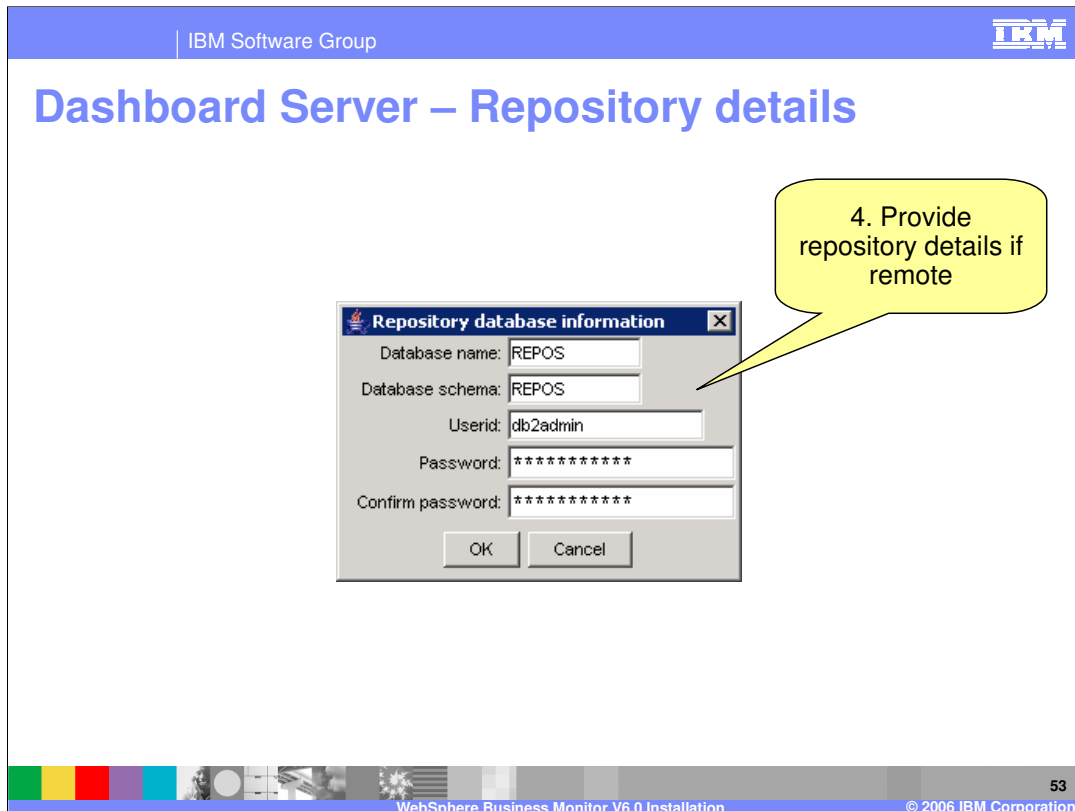 IBM Software Group
IBM
Dashboard Server – Repository details
4. Provide
repository details if
remote
Repository database information
Database name: REPOS
Database schema: REPOS
Userid: db2admin
Password: ***********
Confirm password: ***********
OK Cancel
53
WebSphere Business Monitor V6.0 Installation © 2006 IBM Corporation